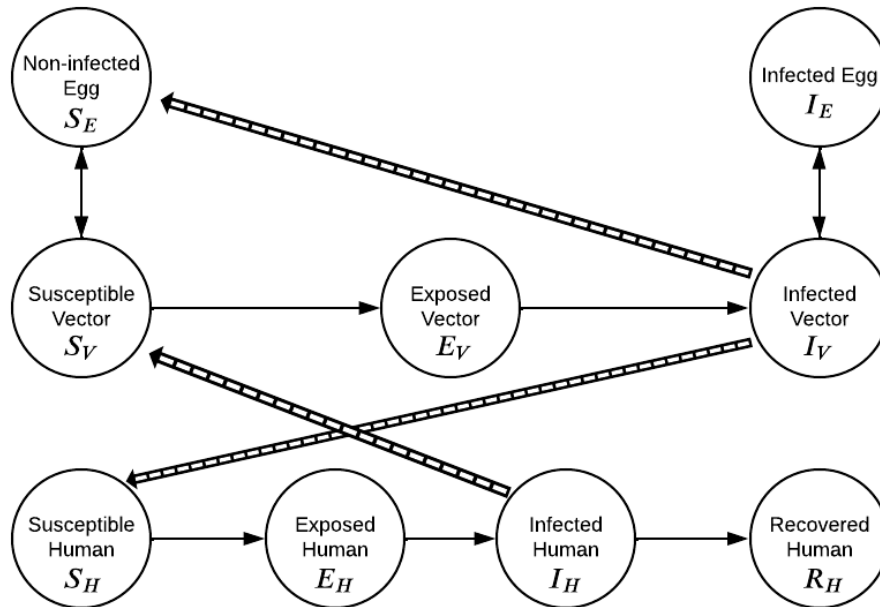 Non-infected
Egg
S_E
Infected Egg
I_E
Susceptible
Vector
S_V
Exposed
Vector
E_V
Infected
Vector
I_V
Susceptible
Human
S_H
Exposed
Human
E_H
Infected
Human
I_H
Recovered
Human
R_H